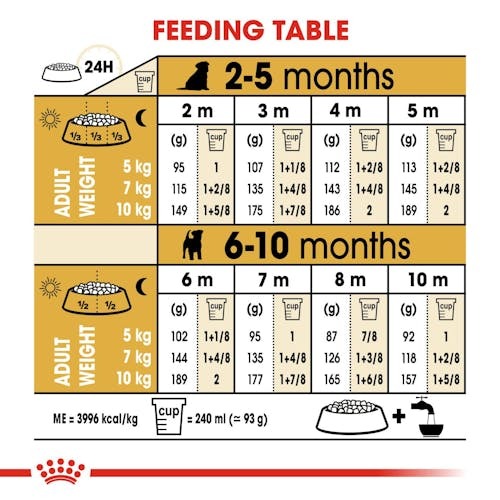 FEEDING TABLE
24H
cup
2-5 months
2 m 3 m 4 m 5 m
1/3 1/3 1/3
(g) cup (g) cup (g) cup (g) cup
ADULT WEIGHT
5 kg 95 1 107 1+1/8 112 1+2/8 113 1+2/8
7 kg 115 1+2/8 135 1+4/8 143 1+4/8 145 1+4/8
10 kg 149 1+5/8 175 1+7/8 186 2 189 2
6-10 months
6 m 7 m 8 m 10 m
1/2 1/2
(g) cup (g) cup (g) cup (g) cup
ADULT WEIGHT
5 kg 102 1+1/8 95 1 87 7/8 92 1
7 kg 144 1+4/8 135 1+4/8 126 1+3/8 118 1+2/8
10 kg 189 2 177 1+7/8 165 1+6/8 157 1+5/8
ME = 3996 kcal/kg cup = 240 ml (≃ 93 g) +